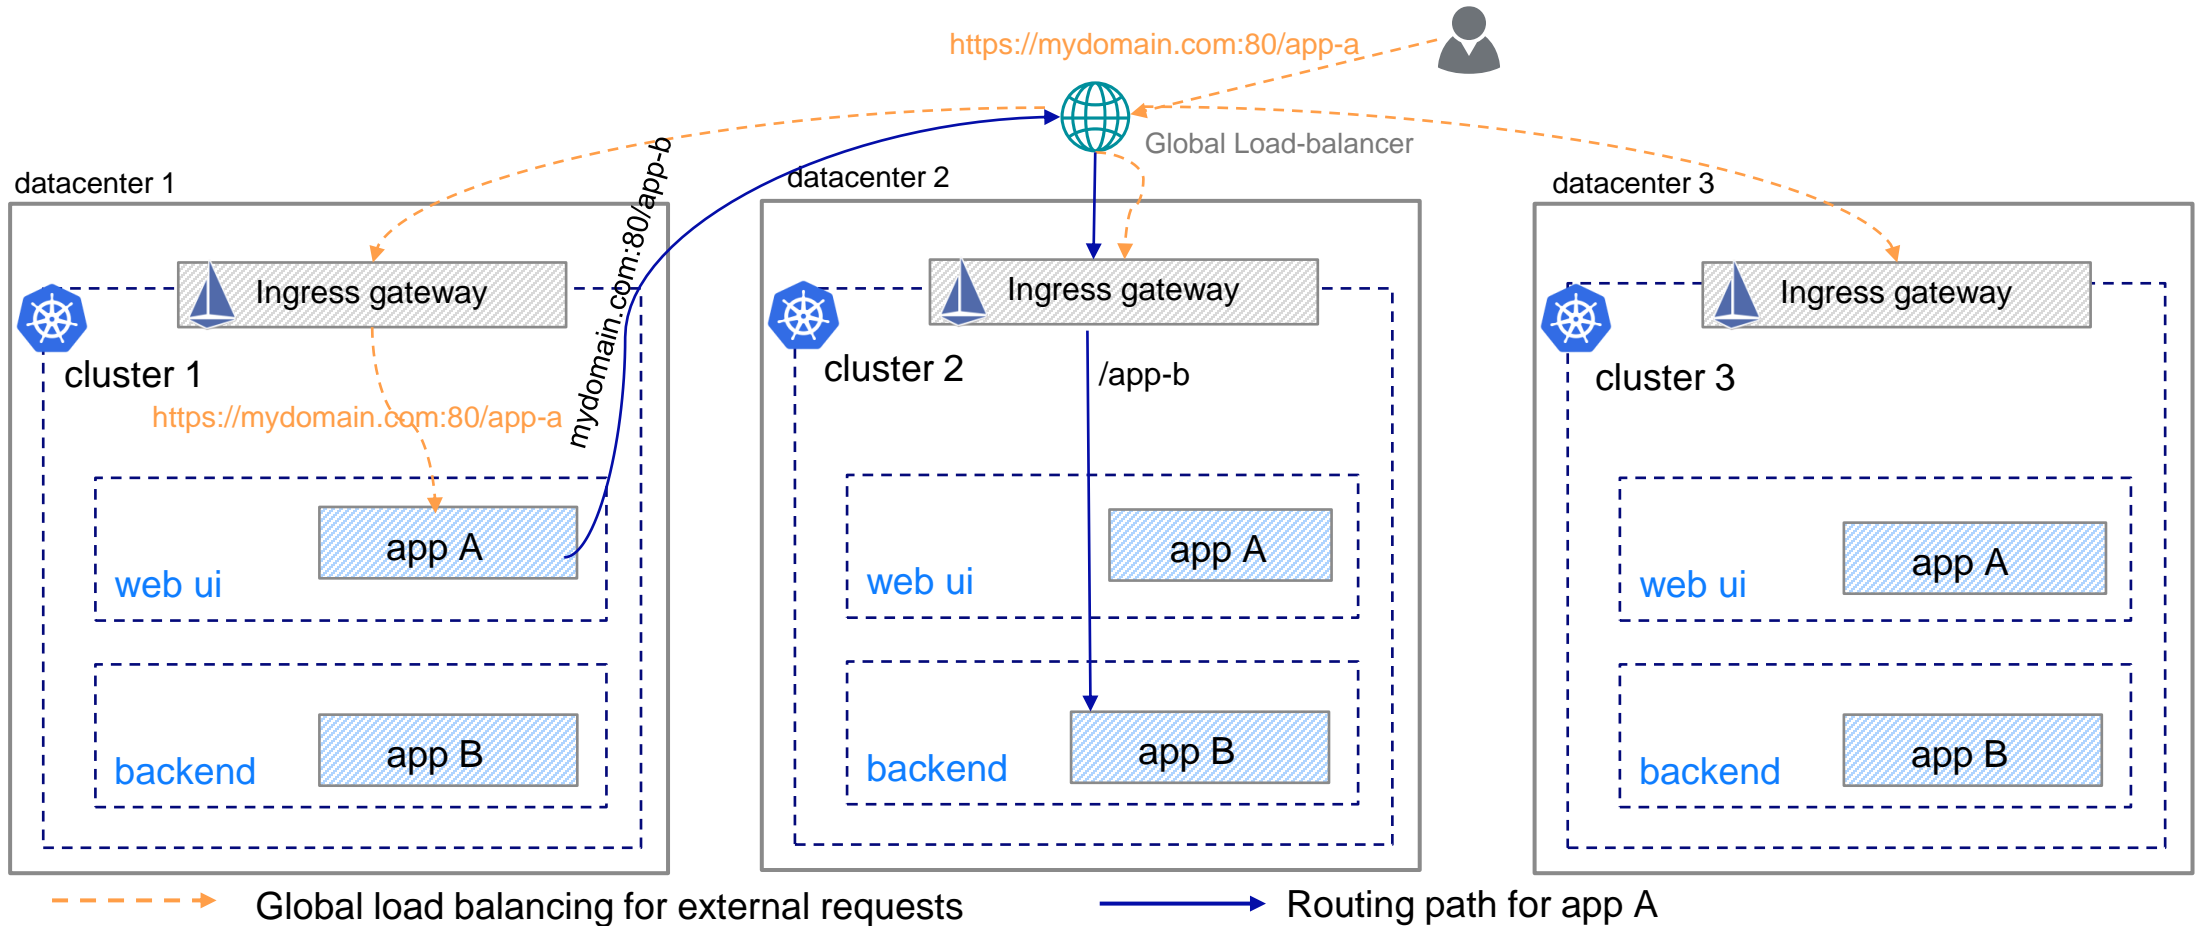 https://mydomain.com:80/app-a
Global Load-balancer
datacenter 1
datacenter 2
datacenter 3
mydomain.com:80/app-b
Ingress gateway
Ingress gateway
Ingress gateway
cluster 1
cluster 2
cluster 3
/app-b
https://mydomain.com:80/app-a
app A
web ui
app A
web ui
app A
web ui
app B
backend
app B
backend
app B
backend
Global load balancing for external requests
Routing path for app A